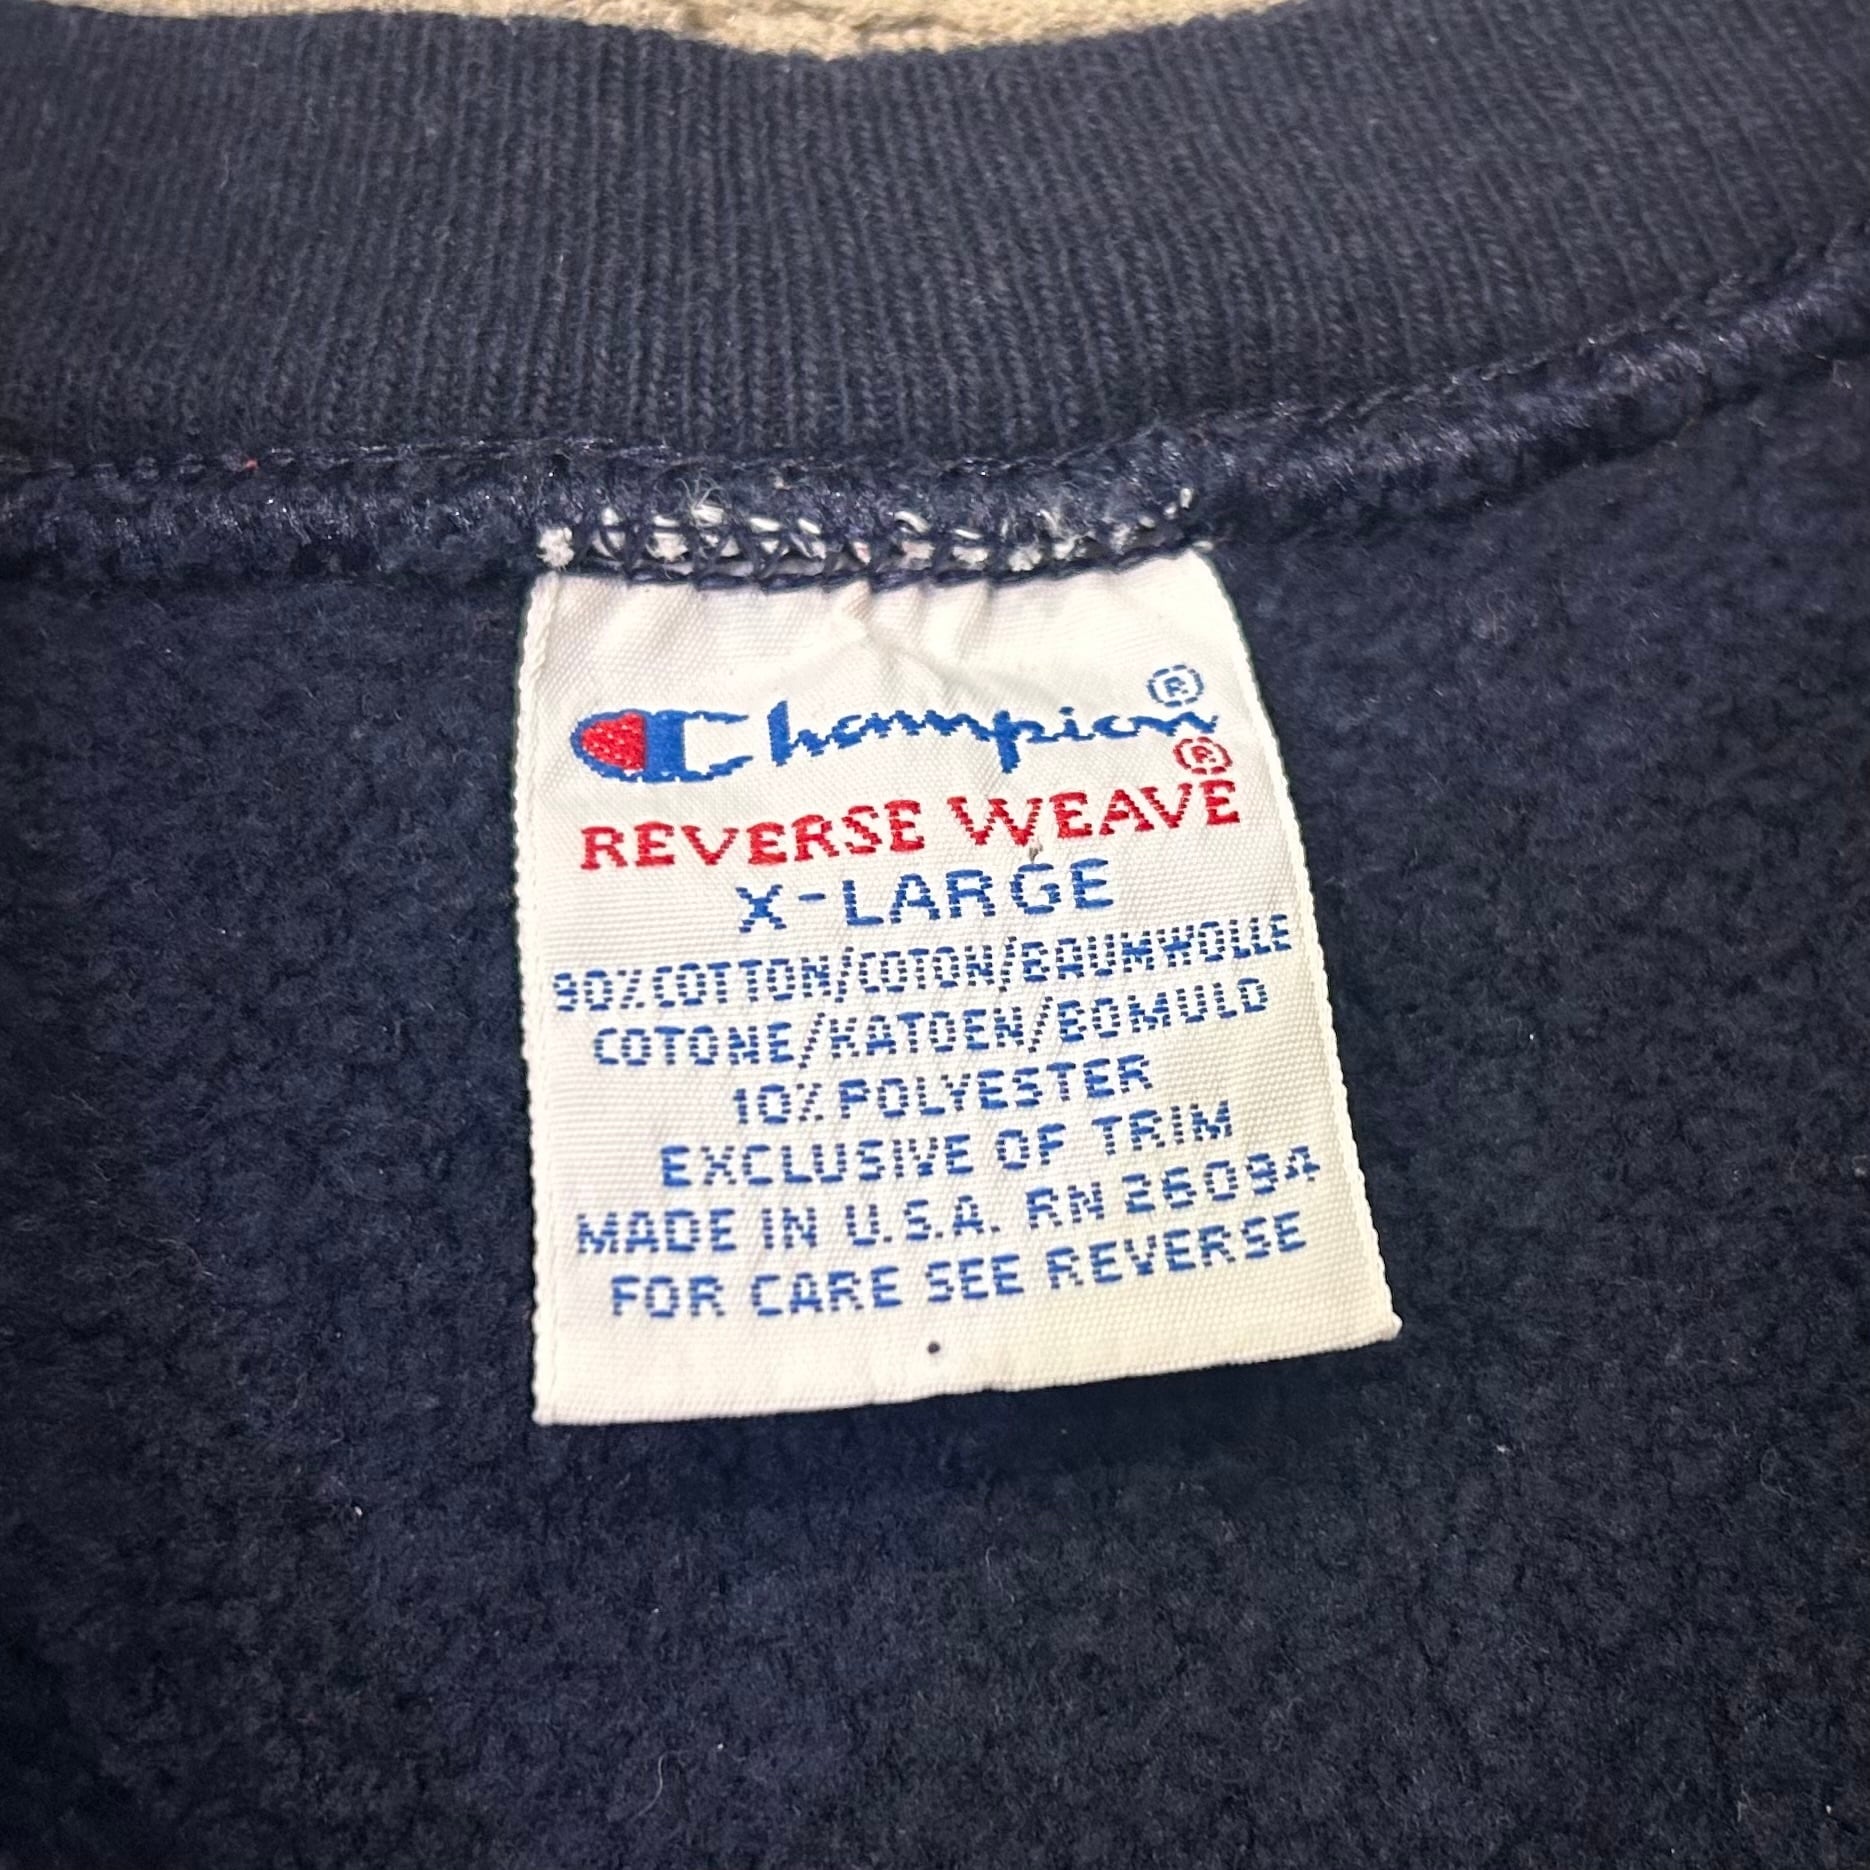 Champion®
REVERSE WEAVE®
X-LARGE
90%COTTON/COTON/BAUMWOLLE
COTONE/KATOEN/BOMULD
10% POLYESTER
EXCLUSIVE OF TRIM
MADE IN U.S.A. RN 26094
FOR CARE SEE REVERSE